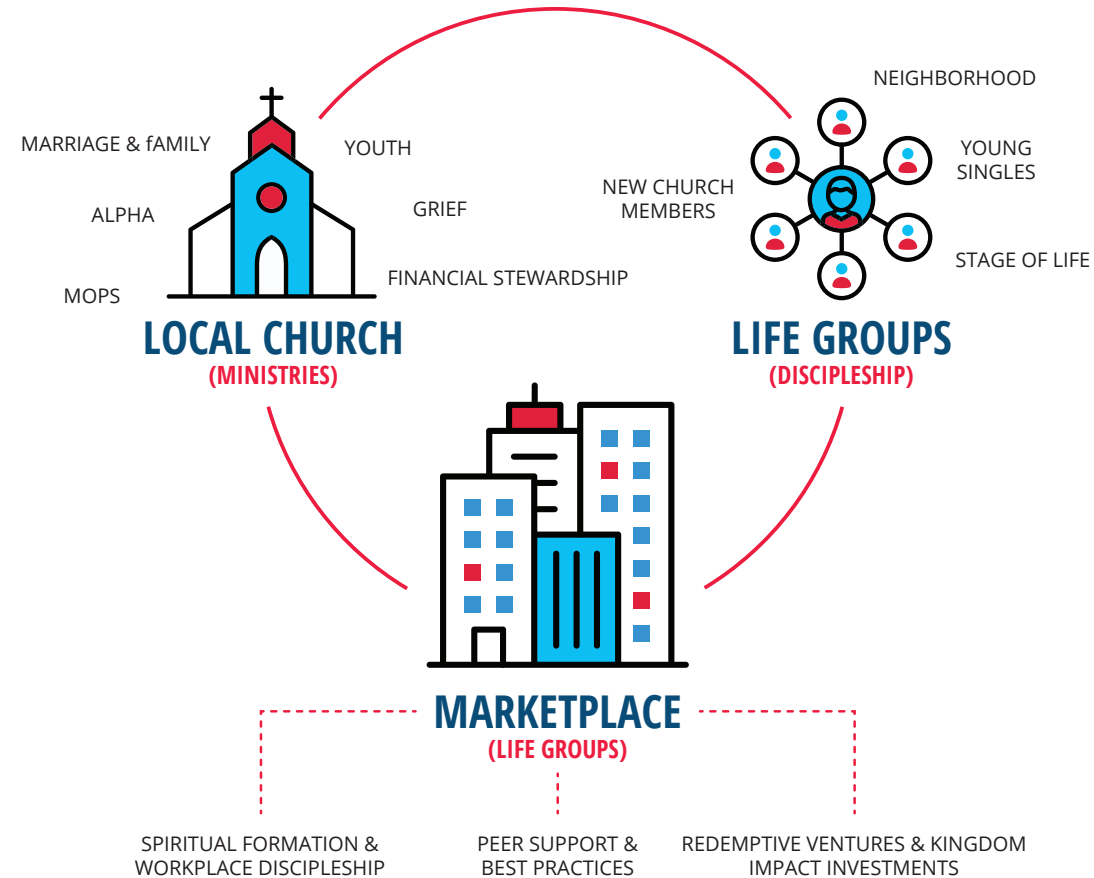 MARRIAGE & fAMILY
YOUTH
ALPHA
GRIEF
MOPS
FINANCIAL STEWARDSHIP
LOCAL CHURCH
(MINISTRIES)
NEIGHBORHOOD
YOUNG
SINGLES
NEW CHURCH
MEMBERS
STAGE OF LIFE
LIFE GROUPS
(DISCIPLESHIP)
MARKETPLACE
(LIFE GROUPS)
SPIRITUAL FORMATION &
WORKPLACE DISCIPLESHIP
PEER SUPPORT &
BEST PRACTICES
REDEMPTIVE VENTURES & KINGDOM
IMPACT INVESTMENTS